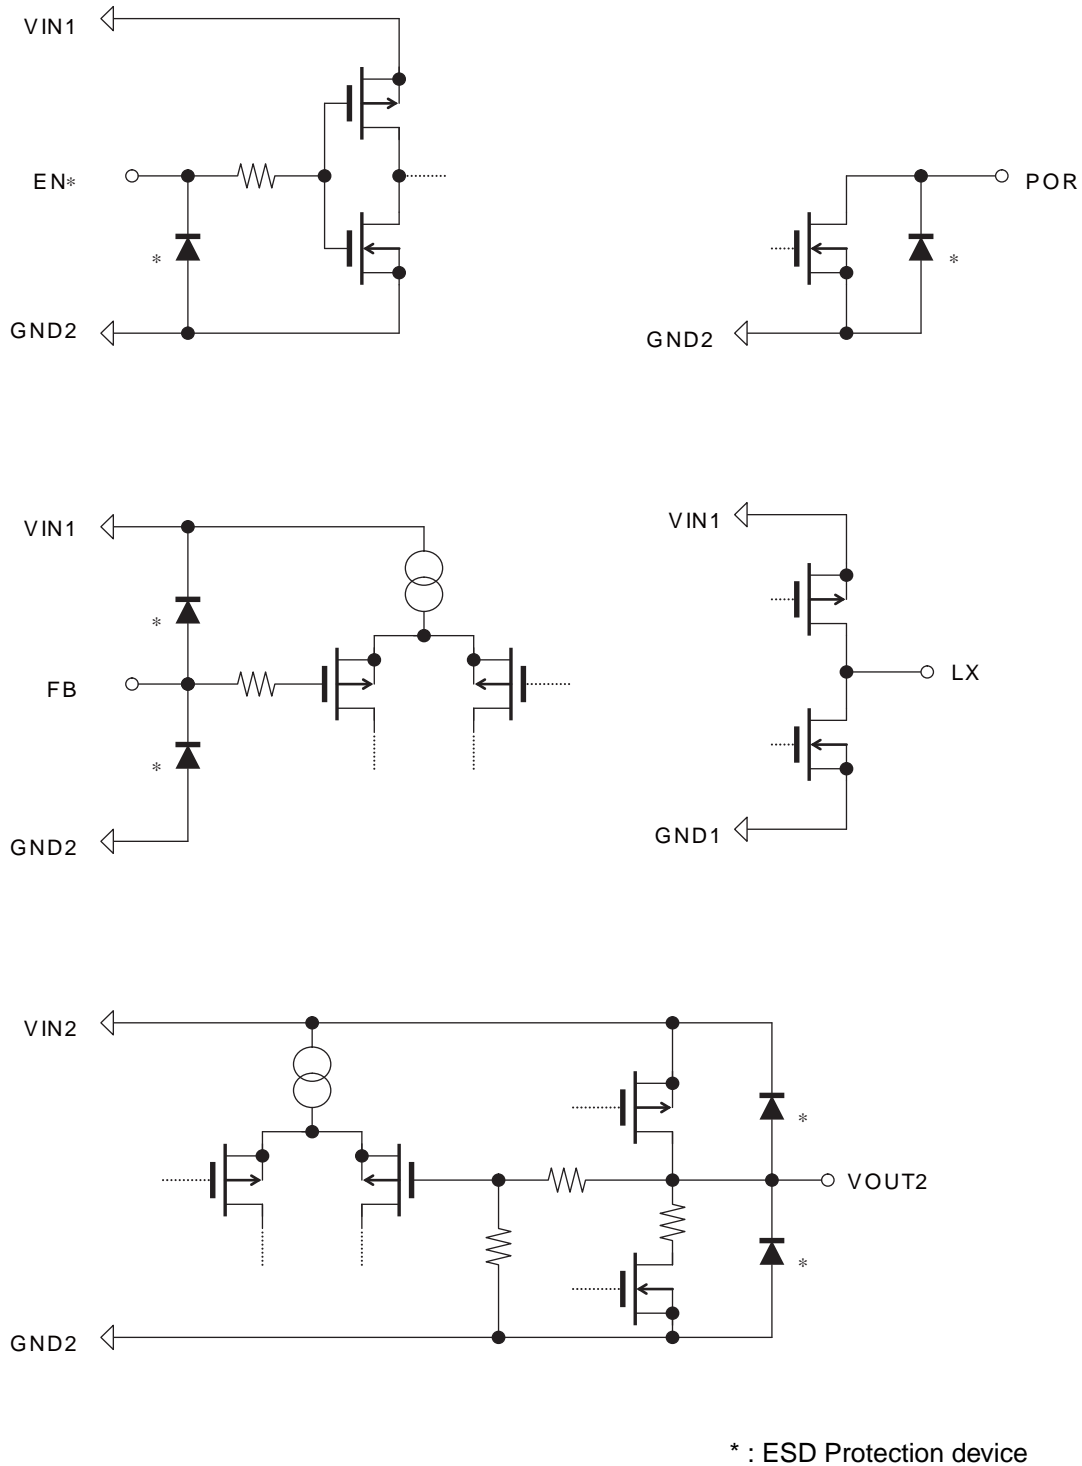 VIN1
EN*
*
GND2
POR
*
GND2
VIN1
*
FB
*
GND2
VIN1
LX
GND1
VIN2
*
VOUT2
*
GND2
* : ESD Protection device